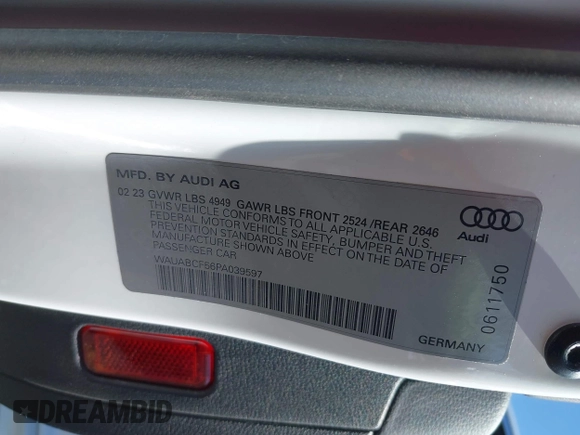 MFD. BY AUDI AG
02 23 GVWR LBS 4949 GAWR LBS FRONT 2524 /REAR 2646
THIS VEHICLE CONFORMS TO ALL APPLICABLE U.S.
FEDERAL MOTOR VEHICLE SAFETY, BUMPER AND THEFT
PREVENTION STANDARDS IN EFFECT ON THE DATE OF
MANUFACTURE SHOWN ABOVE
PASSENGER CAR
WAUABCF56PA039597
Audi
0611750
GERMANY
DREAMBID